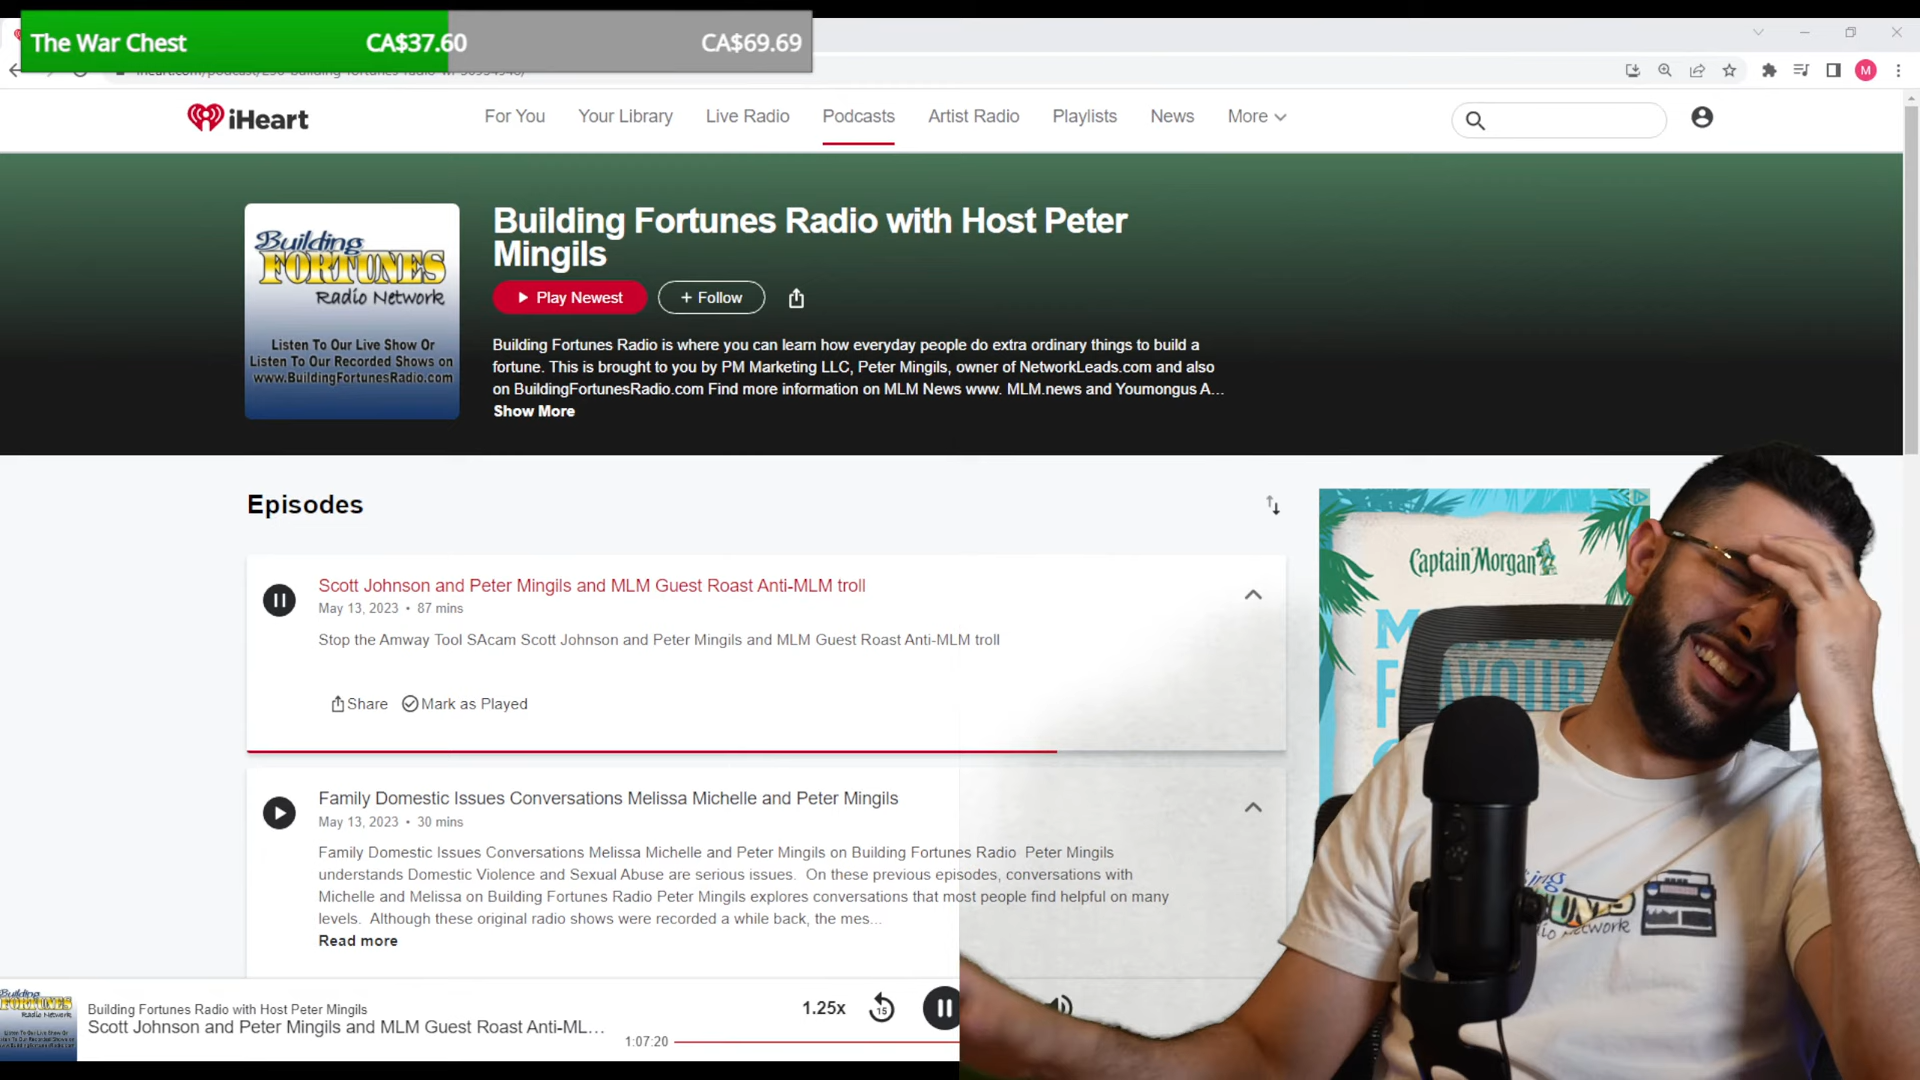 The War Chest CA$37.60 CA$69.69
iHeart For You Your Library Live Radio Podcasts Artist Radio Playlists News More
M
Building Fortunes Radio with Host Peter
Mingils
Play Newest + Follow
Building Fortunes Radio is where you can learn how everyday people do extra ordinary things to build a
fortune. This is brought to you by PM Marketing LLC, Peter Mingils, owner of NetworkLeads.com and also
on BuildingFortunesRadio.com Find more information on MLM News www. MLM.news and Youmongus A...
Show More
Building
FORTUNES
Radio Network
Listen To Our Live Show Or
Listen To Our Recorded Shows on
www.BuildingFortunesRadio.com
Episodes
Scott Johnson and Peter Mingils and MLM Guest Roast Anti-MLM troll
May 13, 2023 • 87 mins
Stop the Amway Tool SAcam Scott Johnson and Peter Mingils and MLM Guest Roast Anti-MLM troll
Share Mark as Played
Captain Morgan
Family Domestic Issues Conversations Melissa Michelle and Peter Mingils
May 13, 2023 • 30 mins
Family Domestic Issues Conversations Melissa Michelle and Peter Mingils on Building Fortunes Radio Peter Mingils
understands Domestic Violence and Sexual Abuse are serious issues. On these previous episodes, conversations with
Michelle and Melissa on Building Fortunes Radio Peter Mingils explores conversations that most people find helpful on many
levels. Although these original radio shows were recorded a while back, the mes...
Read more
Building Fortunes Radio with Host Peter Mingils
Scott Johnson and Peter Mingils and MLM Guest Roast Anti-ML...
1.25x 15
1:07:20